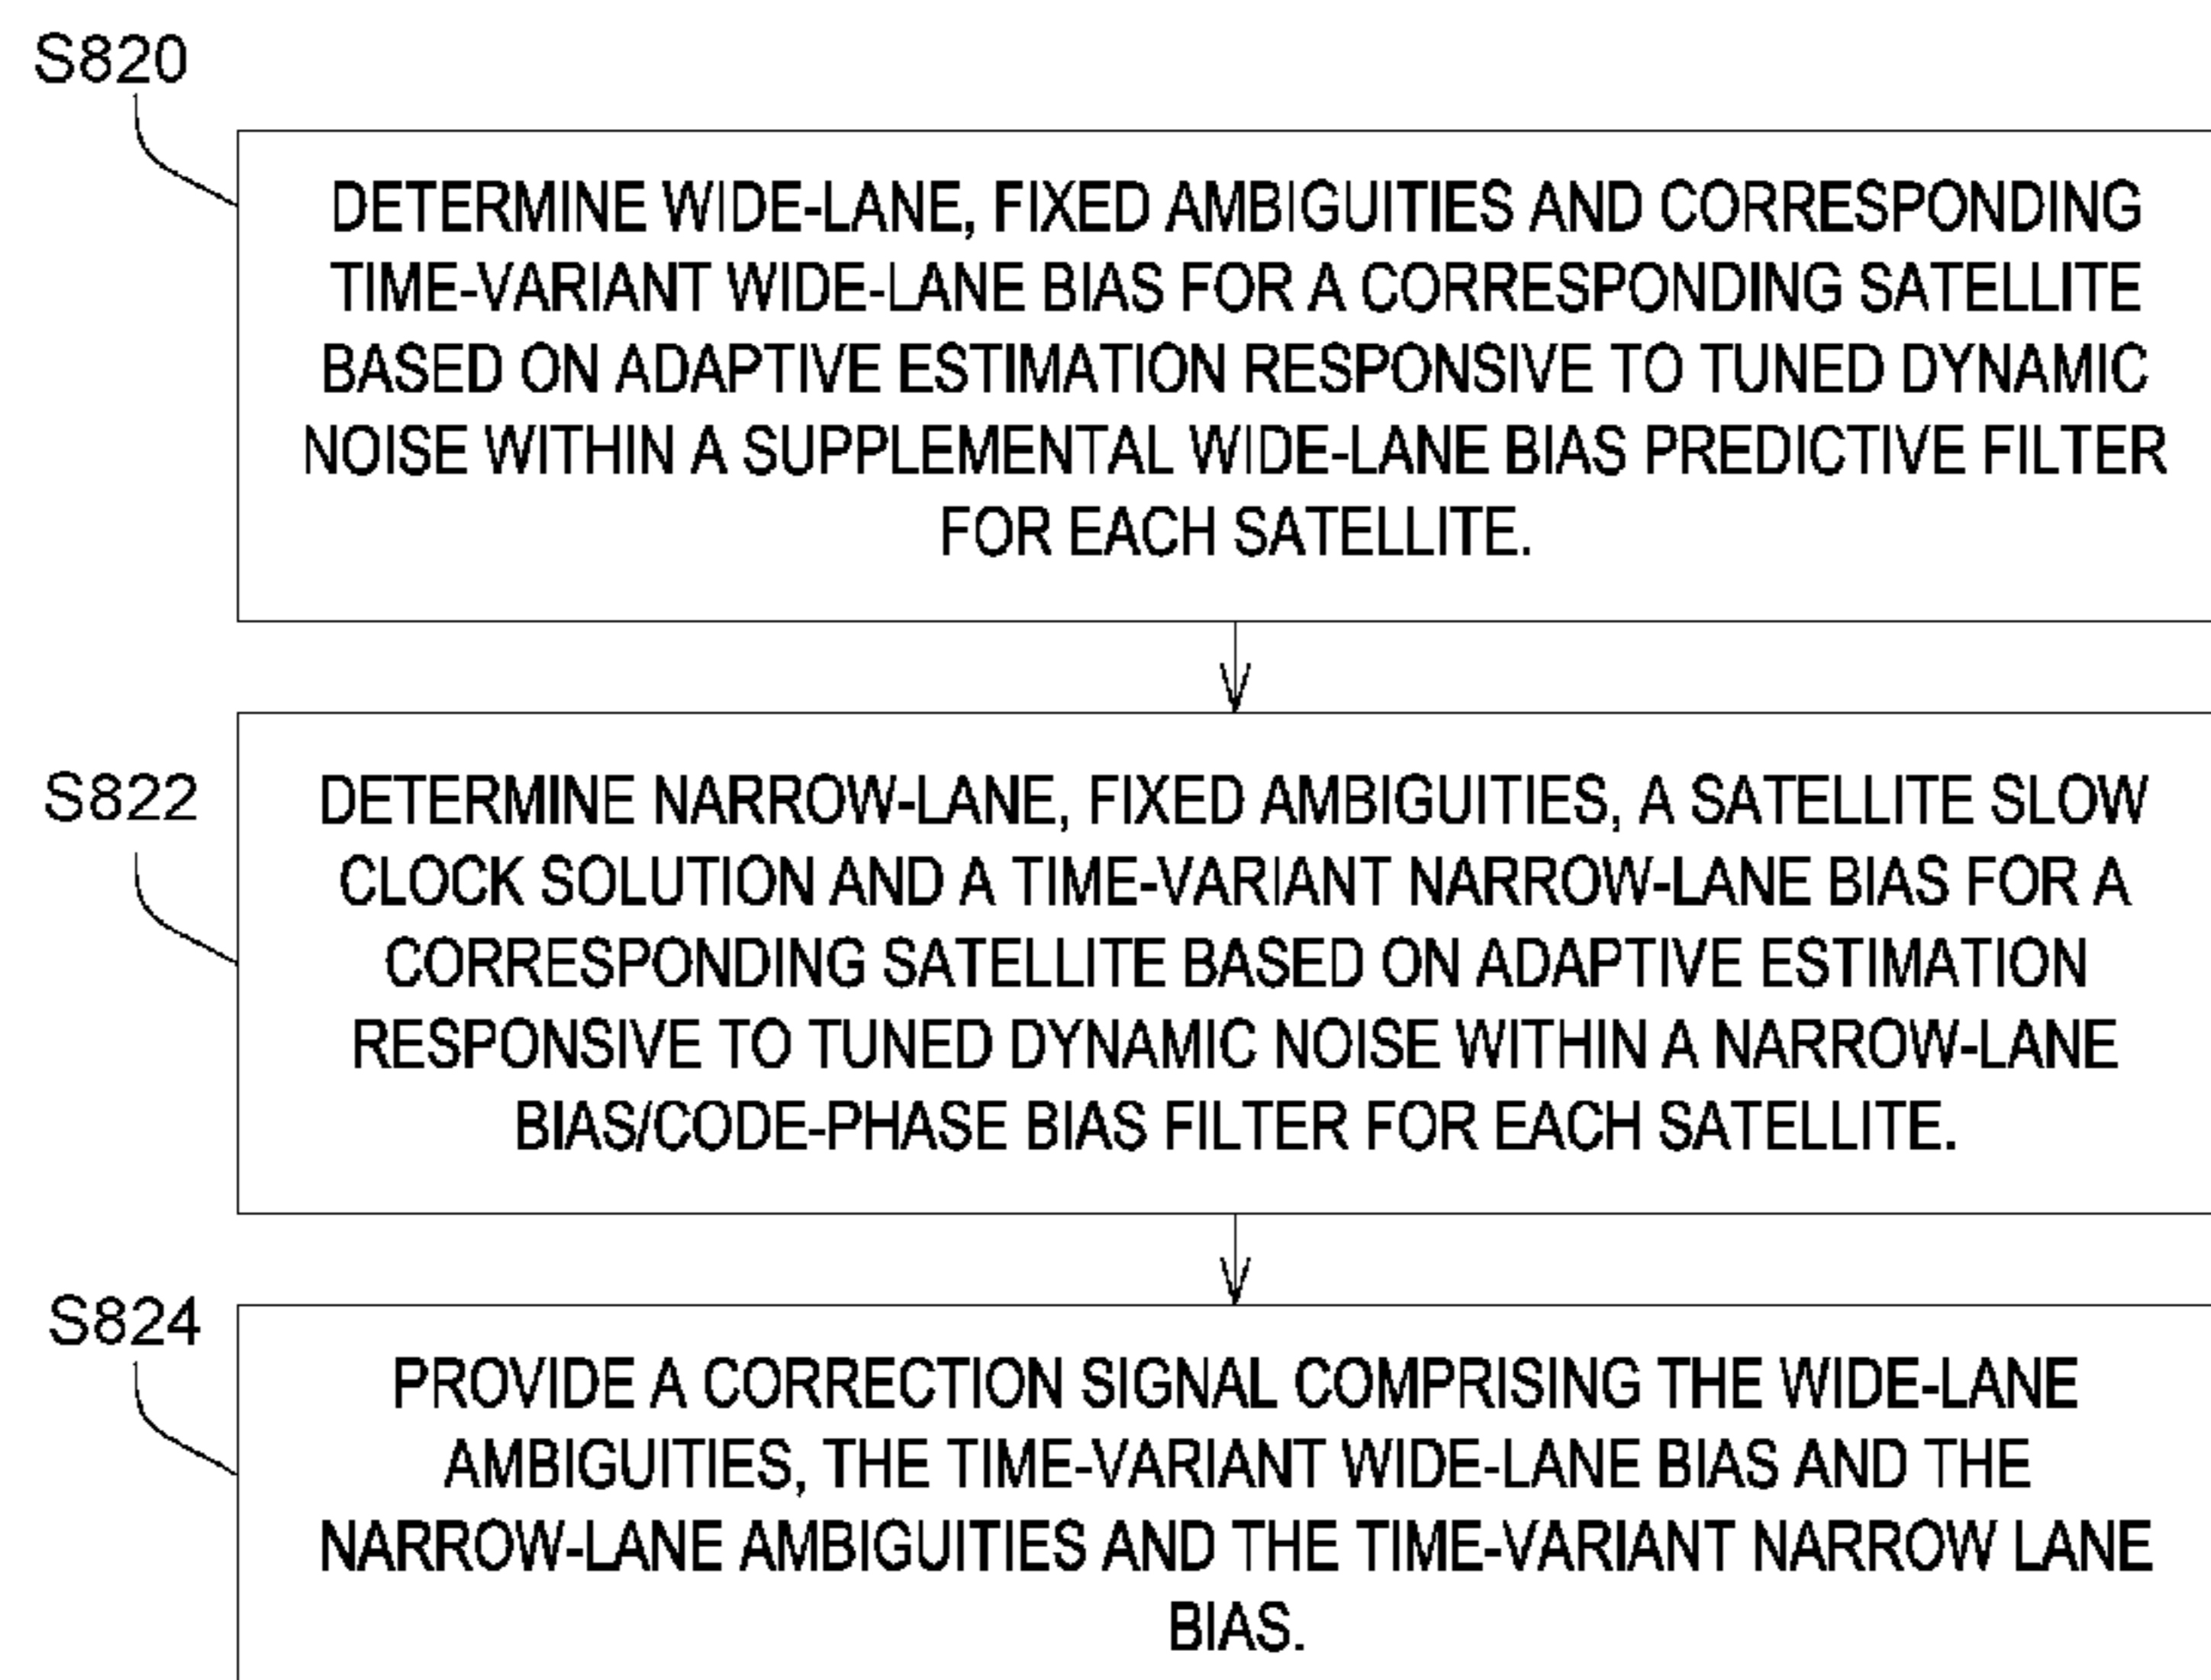 S820
DETERMINE WIDE-LANE, FIXED AMBIGUITIES AND CORRESPONDING
TIME-VARIANT WIDE-LANE BIAS FOR A CORRESPONDING SATELLITE
BASED ON ADAPTIVE ESTIMATION RESPONSIVE TO TUNED DYNAMIC
NOISE WITHIN A SUPPLEMENTAL WIDE-LANE BIAS PREDICTIVE FILTER
FOR EACH SATELLITE.
S822
DETERMINE NARROW-LANE, FIXED AMBIGUITIES, A SATELLITE SLOW
CLOCK SOLUTION AND A TIME-VARIANT NARROW-LANE BIAS FOR A
CORRESPONDING SATELLITE BASED ON ADAPTIVE ESTIMATION
RESPONSIVE TO TUNED DYNAMIC NOISE WITHIN A NARROW-LANE
BIAS/CODE-PHASE BIAS FILTER FOR EACH SATELLITE.
S824
PROVIDE A CORRECTION SIGNAL COMPRISING THE WIDE-LANE
AMBIGUITIES, THE TIME-VARIANT WIDE-LANE BIAS AND THE
NARROW-LANE AMBIGUITIES AND THE TIME-VARIANT NARROW LANE
BIAS.